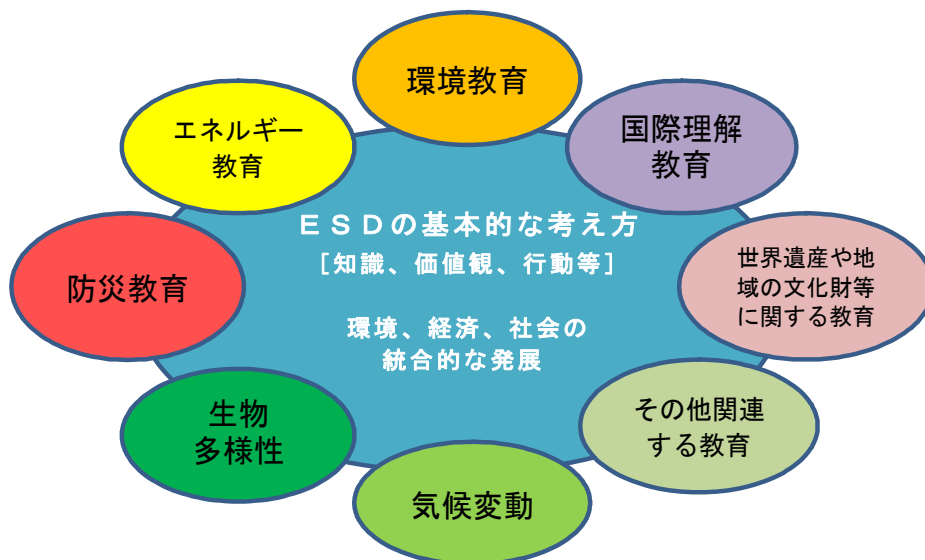 環境教育
エネルギー
教育
国際理解
教育
ＥＳＤの基本的な考え方
［知識、価値観、行動等］
環境、経済、社会の
統合的な発展
防災教育
世界遺産や地
域の文化財等
に関する教育
生物
多様性
その他関連
する教育
気候変動